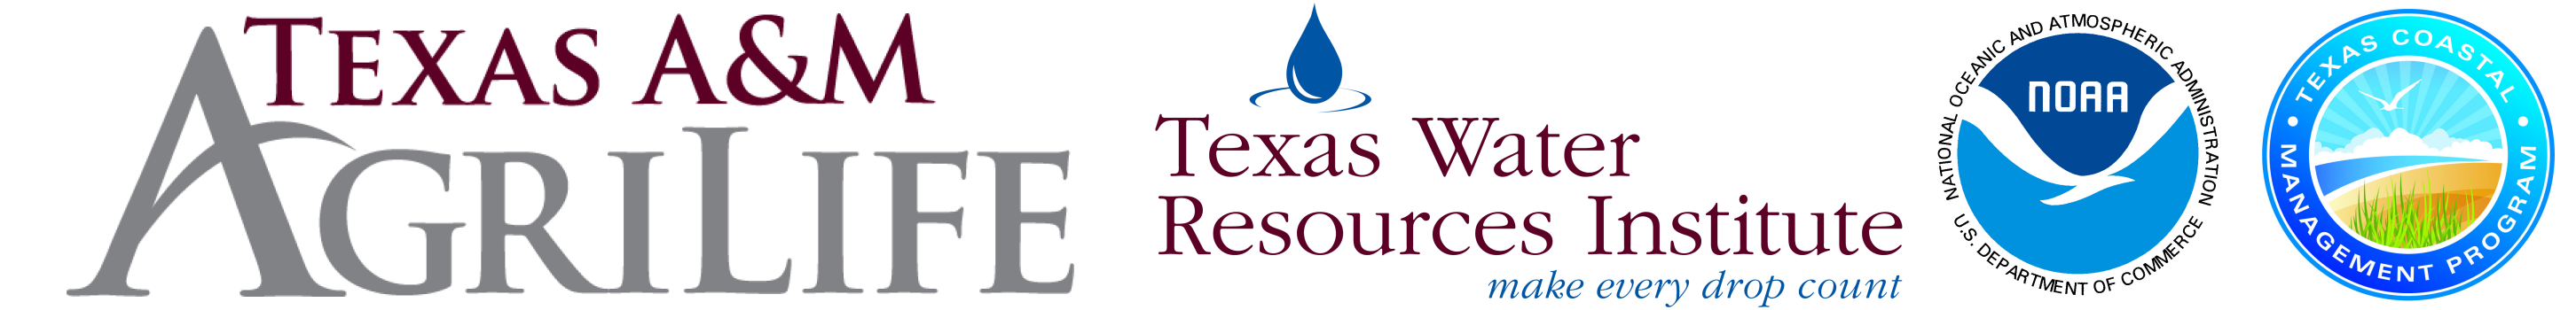 TEXAS A&M
AGRILIFE
Texas Water
Resources Institute
make every drop count
NATIONAL OCEANIC AND ATMOSPHERIC ADMINISTRATION
NOAA
U.S. DEPARTMENT OF COMMERCE
TEXAS COASTAL
MANAGEMENT PROGRAM